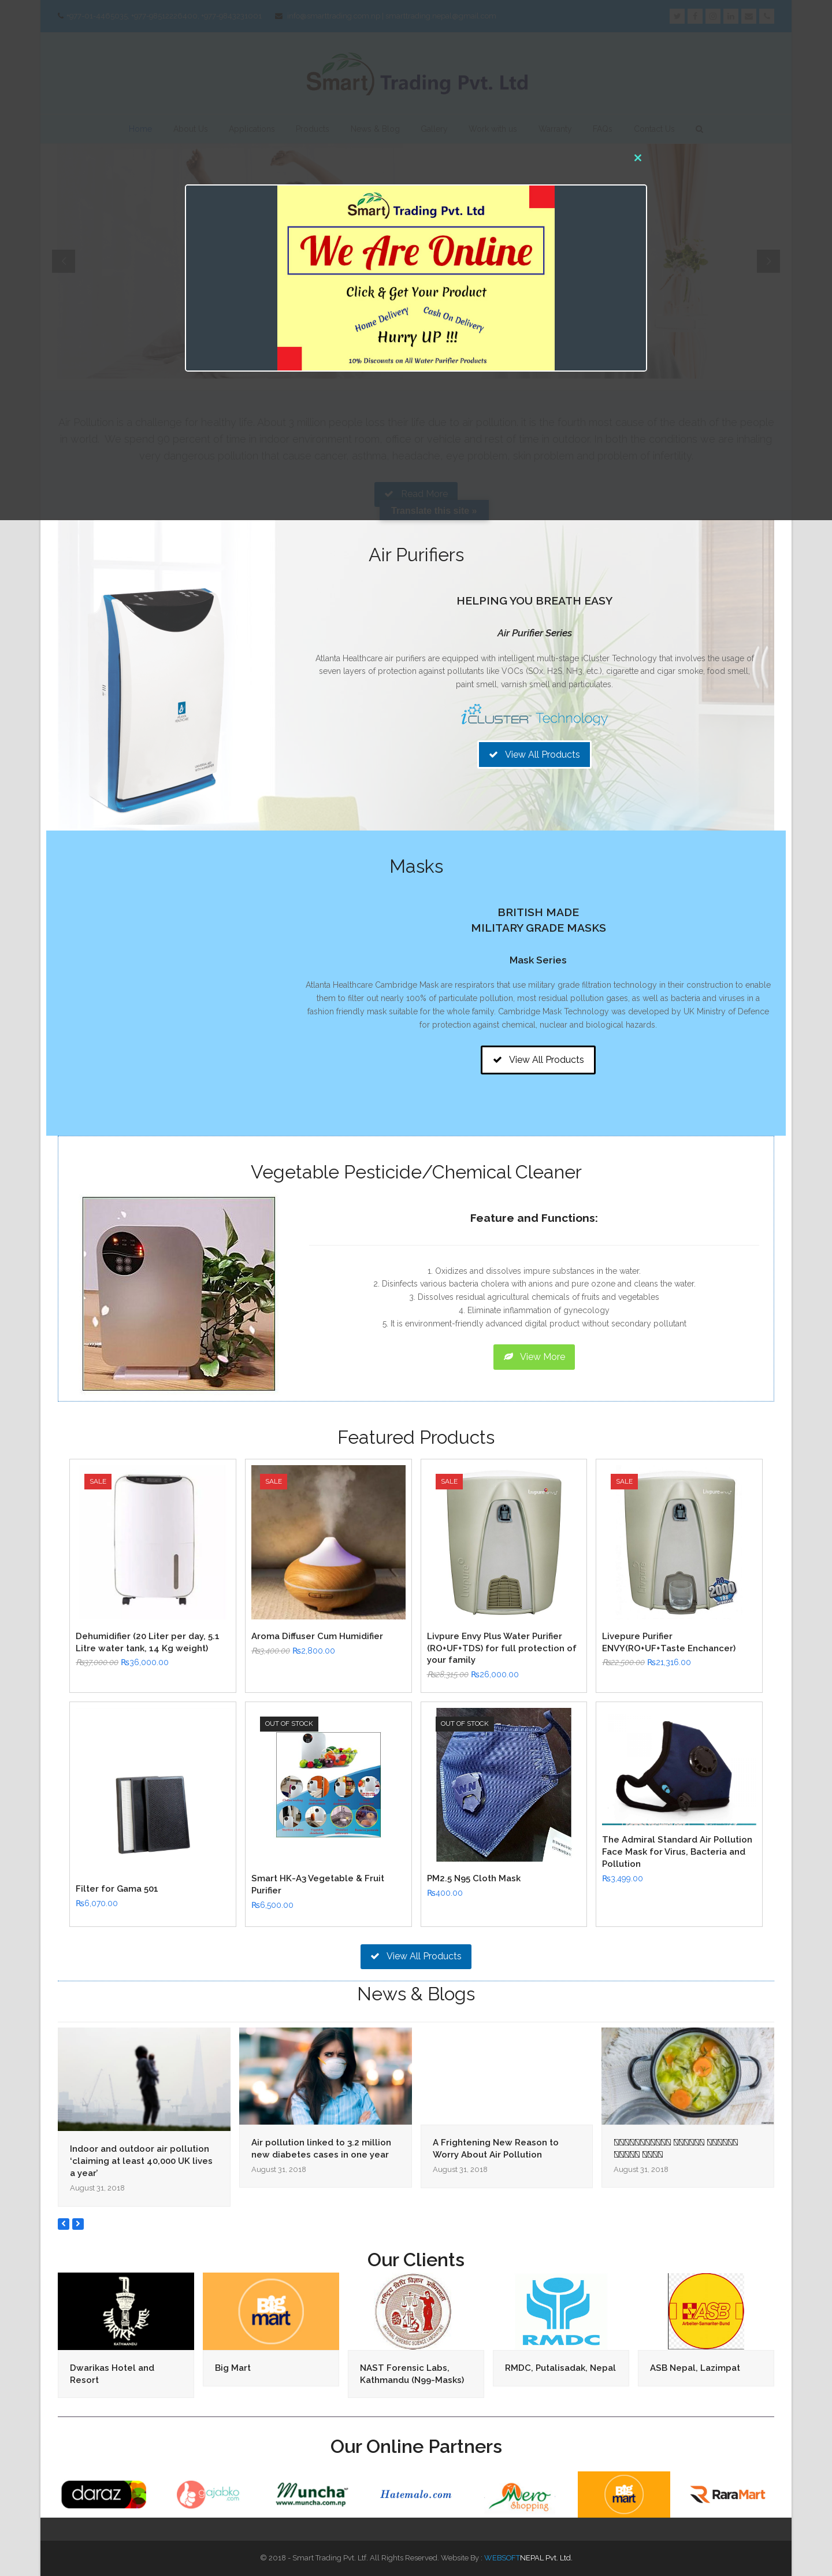 Smart Trading Pvt. Ltd
Home
About Us
Products
News & Blog
FAQs
×
Smart Trading Pvt. Ltd
We Are Online
Click & Get Your Product
Home Delivery
Cash On Delivery
Hurry UP !!!
10% Discounts on All Water Purifier Products
Read More
Translate this site »
Air Purifiers
HELPING YOU BREATH EASY
Air Purifier Series
Atlanta Healthcare air purifiers are equipped with intelligent multi-stage iCluster Technology that involves the usage of
seven layers of protection against pollutants like VOCs (SOx, H2S, NH3, etc.), cigarette and cigar smoke, food smell,
paint smell, varnish smell and particulates.
iCLUSTER Technology
View All Products
Masks
BRITISH MADE
MILITARY GRADE MASKS
Mask Series
Atlanta Healthcare Cambridge Mask are respirators that use military grade filtration technology in their construction to enable
them to filter out nearly 100% of particulate pollution, most residual pollution gases, as well as bacteria and viruses in a
fashion friendly mask suitable for the whole family. Cambridge Mask Technology was developed by UK Ministry of Defence
for protection against chemical, nuclear and biological hazards.
View All Products
Vegetable Pesticide/Chemical Cleaner
Feature and Functions:
1. Oxidizes and dissolves impure substances in the water.
2. Disinfects various bacteria cholera with anions and pure ozone and cleans the water.
3. Dissolves residual agricultural chemicals of fruits and vegetables
4. Eliminate inflammation of gynecology
5. It is environment-friendly advanced digital product without secondary pollutant
View More
Featured Products
SALE
SALE
SALE
SALE
Dehumidifier (20 Liter per day, 5.1
Litre water tank, 14 Kg weight)
₨37,000.00 ₨36,000.00
Aroma Diffuser Cum Humidifier
₨3,400.00 ₨2,800.00
Livpure Envy Plus Water Purifier
(RO+UF+TDS) for full protection of
your family
₨28,315.00 ₨26,000.00
Livepure Purifier
ENVY(RO+UF+Taste Enchancer)
₨22,500.00 ₨21,316.00
OUT OF STOCK
OUT OF STOCK
Filter for Gama 501
₨6,070.00
Smart HK-A3 Vegetable & Fruit
Purifier
₨6,500.00
PM2.5 N95 Cloth Mask
₨400.00
The Admiral Standard Air Pollution
Face Mask for Virus, Bacteria and
Pollution
₨3,499.00
View All Products
News & Blogs
Indoor and outdoor air pollution
‘claiming at least 40,000 UK lives
a year’
August 31, 2018
Air pollution linked to 3.2 million
new diabetes cases in one year
August 31, 2018
A Frightening New Reason to
Worry About Air Pollution
August 31, 2018
August 31, 2018
Our Clients
DWARIKA'S
KATHMANDU
Big mart
RMDC
ASB
Arbeiter-Samariter-Bund
Dwarikas Hotel and
Resort
Big Mart
NAST Forensic Labs,
Kathmandu (N99-Masks)
RMDC, Putalisadak, Nepal
ASB Nepal, Lazimpat
Our Online Partners
daraz
gajabko.com
Muncha™
www.muncha.com.np
Hatemalo.com
Mero Shopping
Big mart
RaraMart
© 2018 - Smart Trading Pvt. Ltf. All Rights Reserved. Website By : WEBSOFTNEPAL Pvt. Ltd.